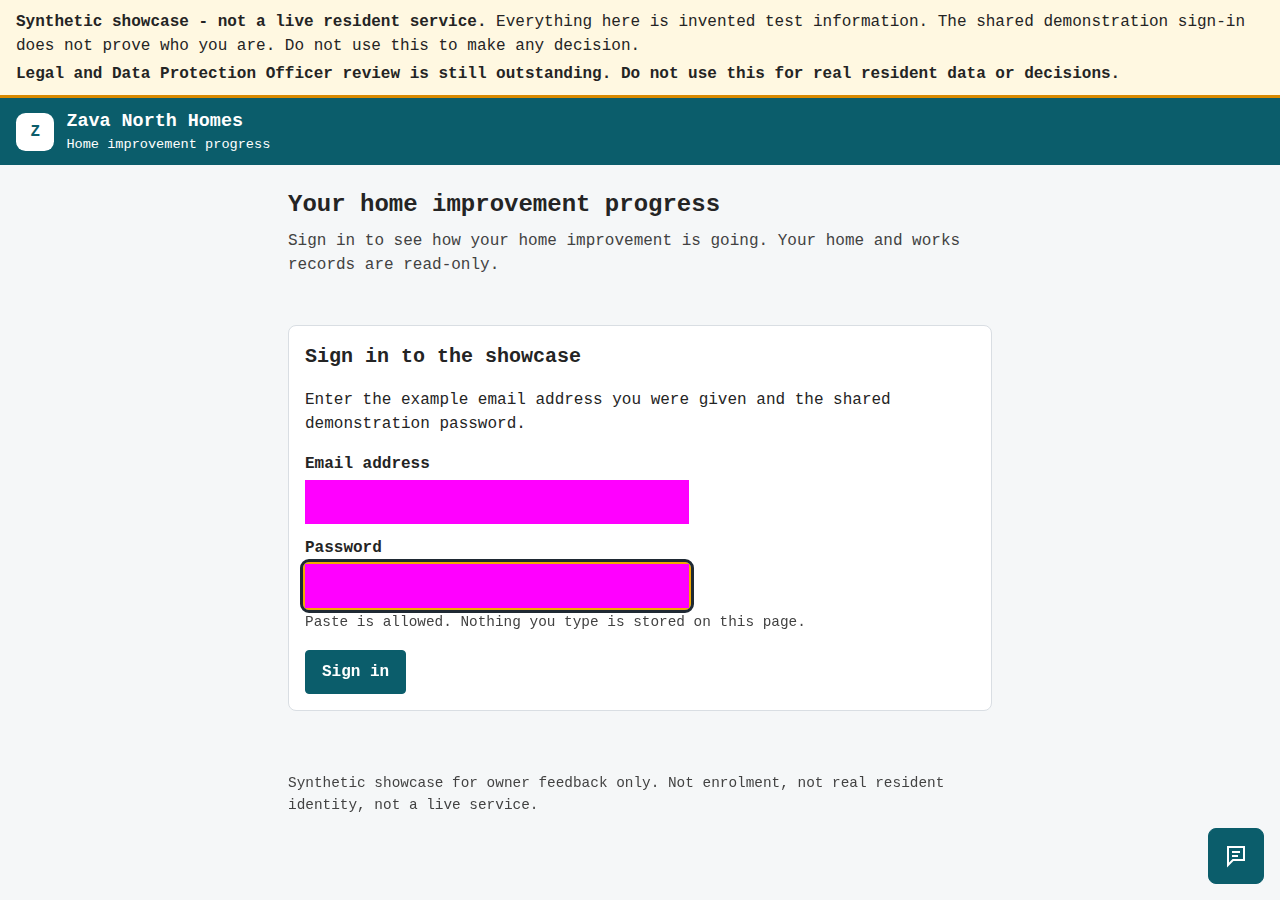 Synthetic showcase - not a live resident service. Everything here is invented test information. The shared demonstration sign-in
does not prove who you are. Do not use this to make any decision.
Legal and Data Protection Officer review is still outstanding. Do not use this for real resident data or decisions.
Z
Zava North Homes
Home improvement progress
Your home improvement progress
Sign in to see how your home improvement is going. Your home and works
records are read-only.
Sign in to the showcase
Enter the example email address you were given and the shared
demonstration password.
Email address
Password
Paste is allowed. Nothing you type is stored on this page.
Sign in
Synthetic showcase for owner feedback only. Not enrolment, not real resident
identity, not a live service.